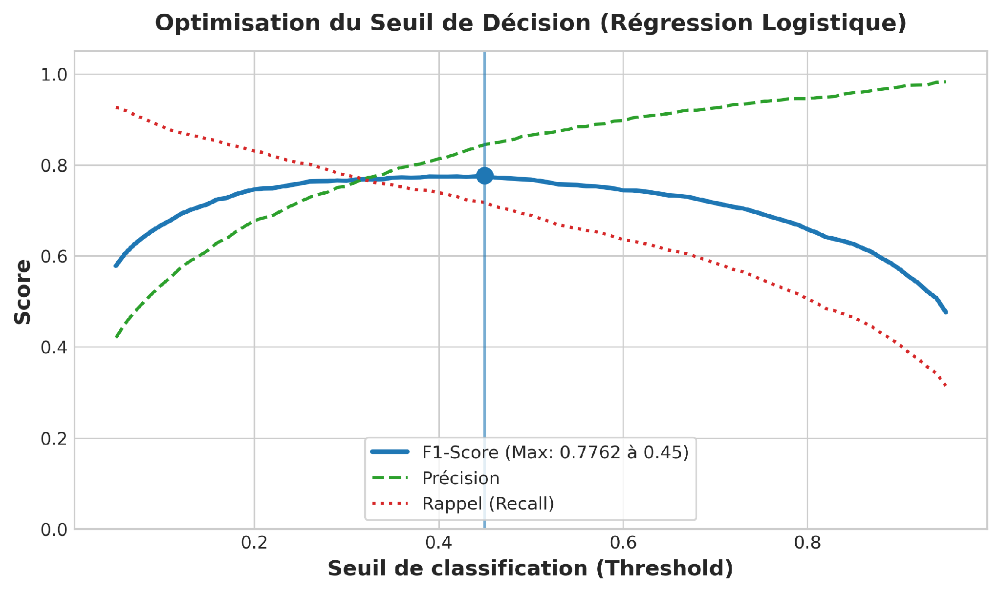 Optimisation du Seuil de Décision (Régression Logistique)
Score
1.0
0.8
0.6
0.4
0.2
0.0
F1-Score (Max: 0.7762 à 0.45)
Précision
Rappel (Recall)
0.2 0.4 0.6 0.8
Seuil de classification (Threshold)